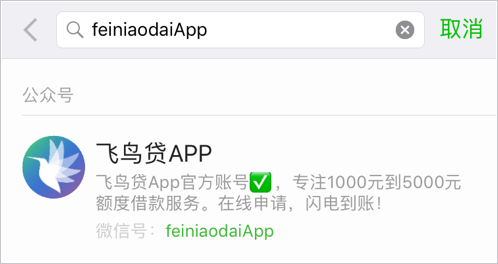 feiniaodaiApp 取消
公众号
飞鸟贷APP
飞鸟贷App官方账号✅，专注1000元到5000元
额度借款服务。在线申请，闪电到账！
微信号：feiniaodaiApp